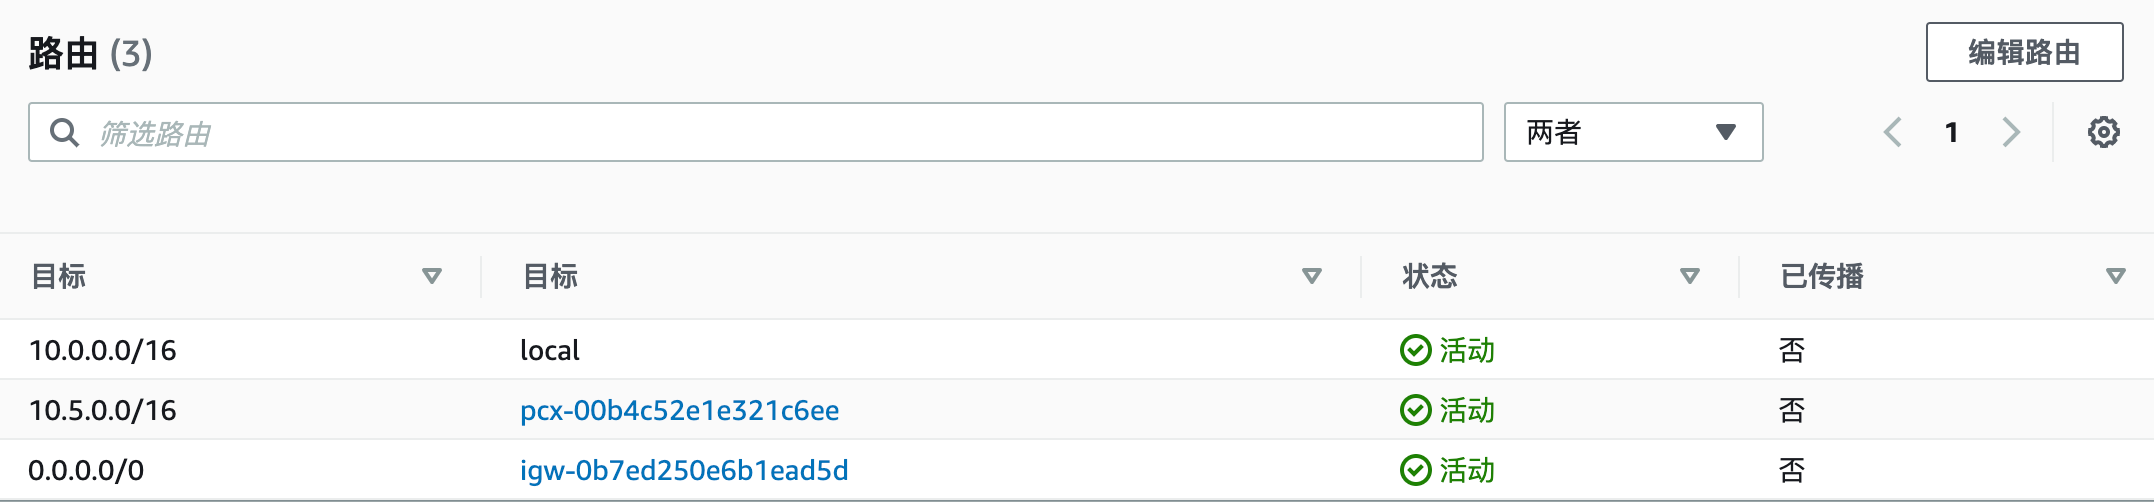 路由 (3)
编辑路由
筛选路由
两者
1
目标 目标 状态 已传播
10.0.0.0/16 local 活动 否
10.5.0.0/16 pcx-00b4c52e1e321c6ee 活动 否
0.0.0.0/0 igw-0b7ed250e6b1ead5d 活动 否